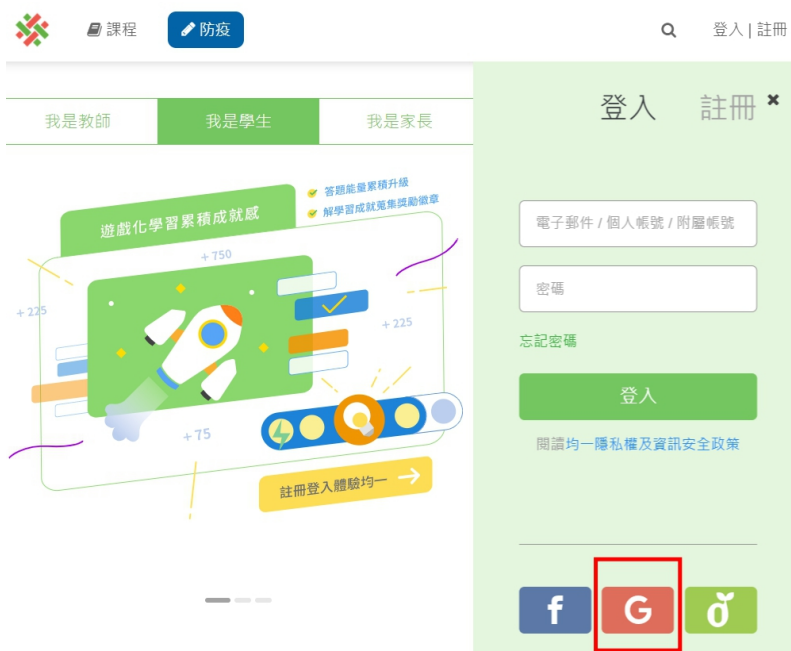 課程
防疫
登入 | 註冊
我是教師
我是學生
我是家長
遊戲化學習累積成就感
答題能量累積升級
解學習成就蒐集獎勵徽章
+750
+225
+225
+75
註冊登入體驗均一
登入
註冊
電子郵件 / 個人帳號 / 附屬帳號
密碼
忘記密碼
登入
閱讀均一隱私權及資訊安全政策
f
G